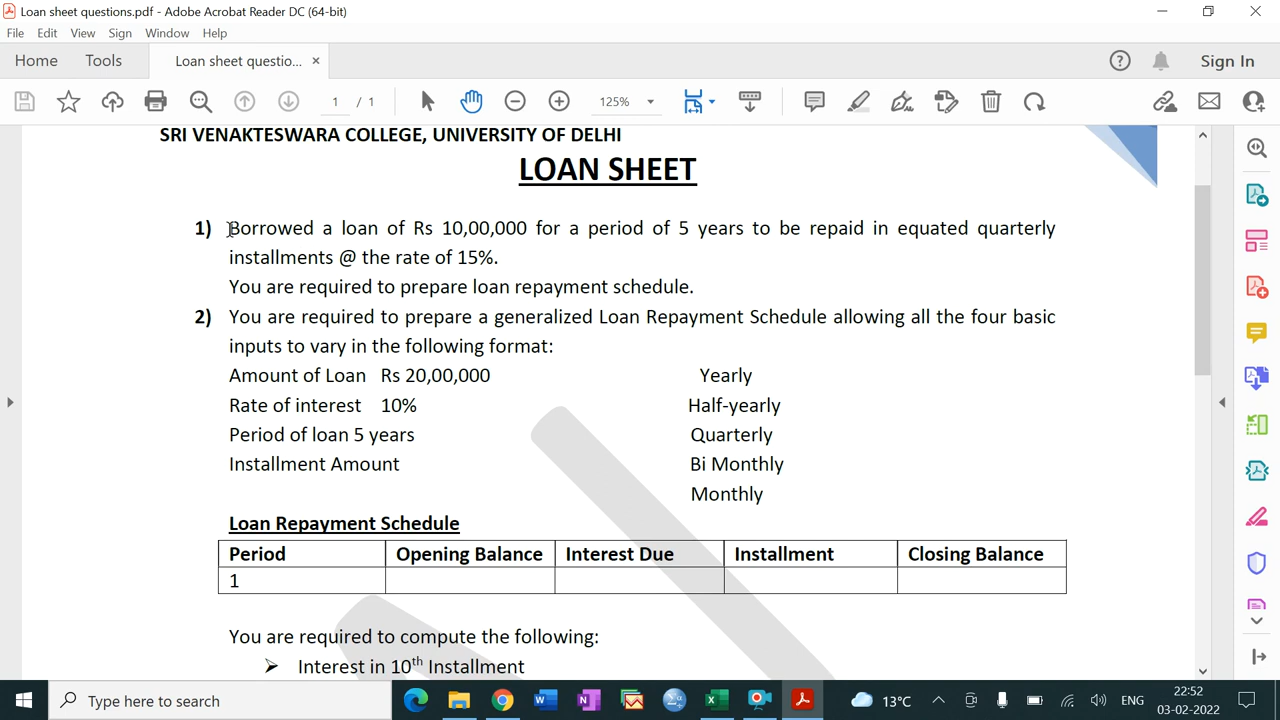 Loan sheet questions.pdf - Adobe Acrobat Reader DC (64-bit)
File Edit View Sign Window Help
Home Tools Loan sheet questio... × Sign In
1 / 1 125%
SRI VENAKTESWARA COLLEGE, UNIVERSITY OF DELHI
LOAN SHEET
1) Borrowed a loan of Rs 10,00,000 for a period of 5 years to be repaid in equated quarterly
installments @ the rate of 15%.
You are required to prepare loan repayment schedule.
2) You are required to prepare a generalized Loan Repayment Schedule allowing all the four basic
inputs to vary in the following format:
Amount of Loan Rs 20,00,000 Yearly
Rate of interest 10% Half-yearly
Period of loan 5 years Quarterly
Installment Amount Bi Monthly
Monthly
Loan Repayment Schedule
Period Opening Balance Interest Due Installment Closing Balance
1
You are required to compute the following:
➢ Interest in 10th Installment
Type here to search 13°C ENG 22:52
03-02-2022